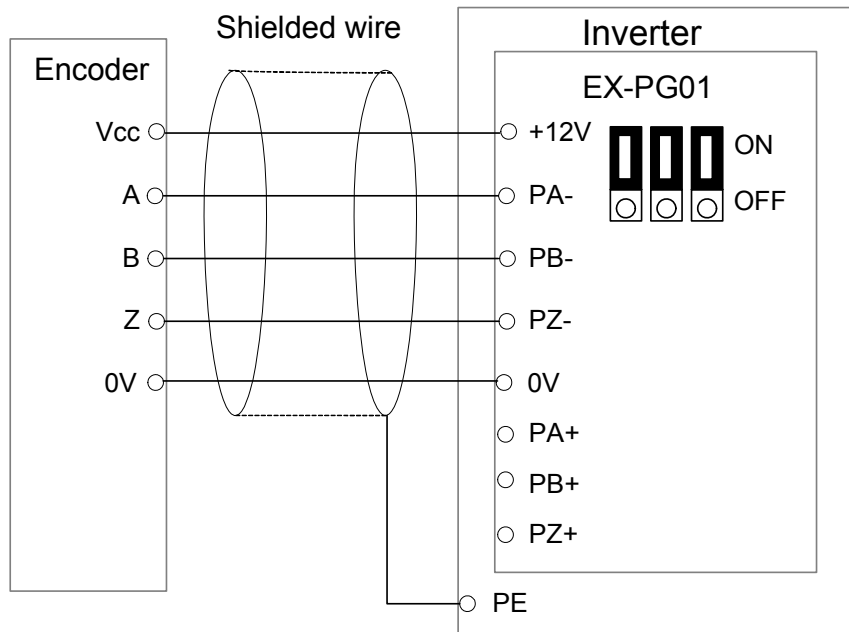 Shielded wire
Inverter
Encoder
EX-PG01
Vcc
+12V
ON
A
PA-
OFF
B
PB-
Z
PZ-
0V
0V
PA+
PB+
PZ+
PE